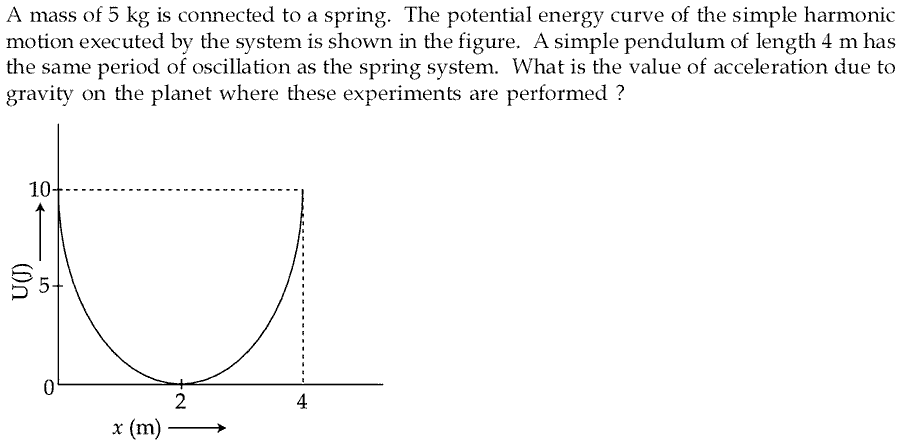 A mass of 5 kg is connected to a spring. The potential energy curve of the simple harmonic
motion executed by the system is shown in the figure. A simple pendulum of length 4 m has
the same period of oscillation as the spring system. What is the value of acceleration due to
gravity on the planet where these experiments are performed ?
10
U(J)
5
0
2
4
x (m)